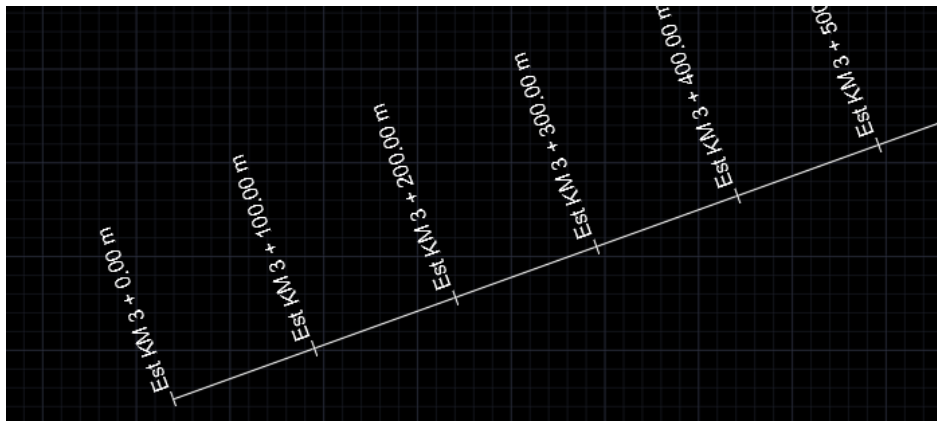 Est KM 3 + 0.00 m
Est KM 3 + 100.00 m
Est KM 3 + 200.00 m
Est KM 3 + 300.00 m
Est KM 3 + 400.00 m
Est KM 3 + 500